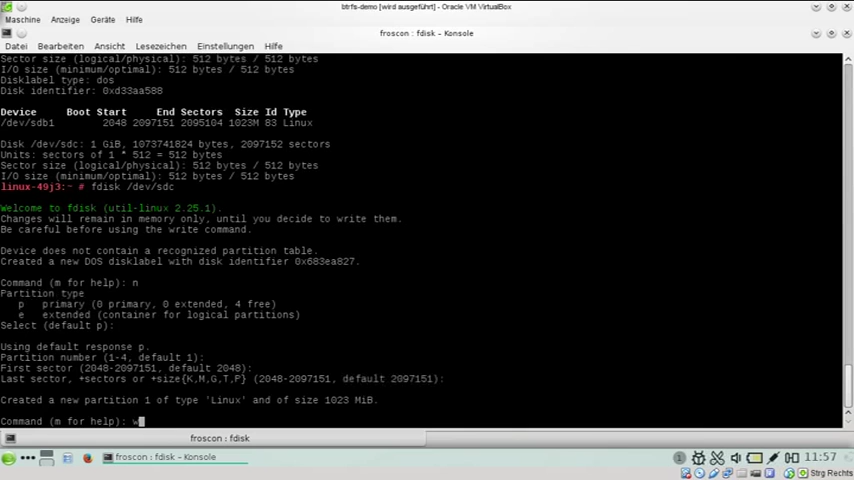 btrfs-demo [wird ausgeführt] - Oracle VM VirtualBox
Maschine Anzeige Geräte Hilfe
froscon : fdisk – Konsole
Datei Bearbeiten Ansicht Lesezeichen Einstellungen Hilfe
Sector size (logical/physical): 512 bytes / 512 bytes
I/O size (minimum/optimal): 512 bytes / 512 bytes
Disklabel type: dos
Disk identifier: 0xd33aa588
Device Boot Start End Sectors Size Id Type
/dev/sdb1 2048 2097151 2095104 1023M 83 Linux
Disk /dev/sdc: 1 GiB, 1073741824 bytes, 2097152 sectors
Units: sectors of 1 * 512 = 512 bytes
Sector size (logical/physical): 512 bytes / 512 bytes
I/O size (minimum/optimal): 512 bytes / 512 bytes
linux-49j3:~ # fdisk /dev/sdc
Welcome to fdisk (util-linux 2.25.1).
Changes will remain in memory only, until you decide to write them.
Be careful before using the write command.
Device does not contain a recognized partition table.
Created a new DOS disklabel with disk identifier 0x683ea827.
Command (m for help): n
Partition type
p primary (0 primary, 0 extended, 4 free)
e extended (container for logical partitions)
Select (default p):
Using default response p.
Partition number (1-4, default 1):
First sector (2048-2097151, default 2048):
Last sector, +sectors or +size{K,M,G,T,P} (2048-2097151, default 2097151):
Created a new partition 1 of type 'Linux' and of size 1023 MiB.
Command (m for help): w
froscon : fdisk
froscon : fdisk – Konsole
1
11:57
Strg Rechts